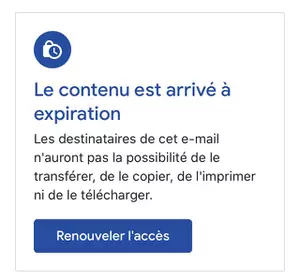 Le contenu est arrivé à
expiration
Les destinataires de cet e-mail
n'auront pas la possibilité de le
transférer, de le copier, de l'imprimer
ni de le télécharger.
Renouveler l'accès